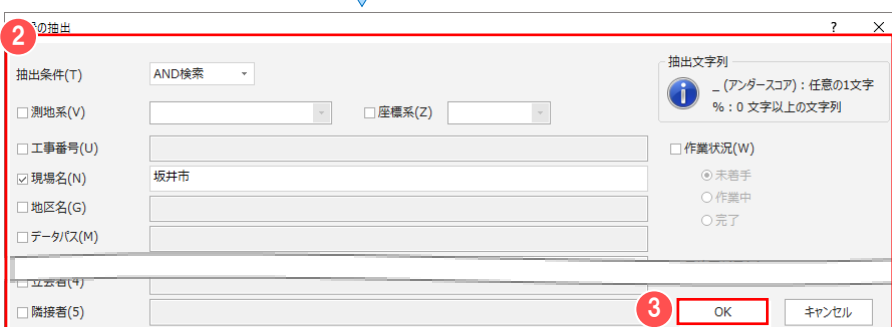 の抽出
?
2
抽出条件(T)
AND検索
抽出文字列
_ (アンダースコア) : 任意の1文字
% : 0 文字以上の文字列
測地系(V)
座標系(Z)
工事番号(U)
作業状況(W)
現場名(N)
坂井市
未着手
地区名(G)
作業中
完了
データパス(M)
立会者(4)
隣接者(5)
3
OK
キャンセル